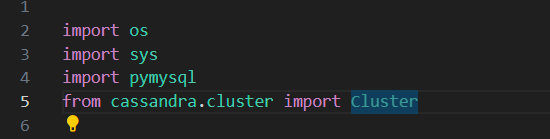 1
2 import os
3 import sys
4 import pymysql
5 from cassandra.cluster import Cluster
6